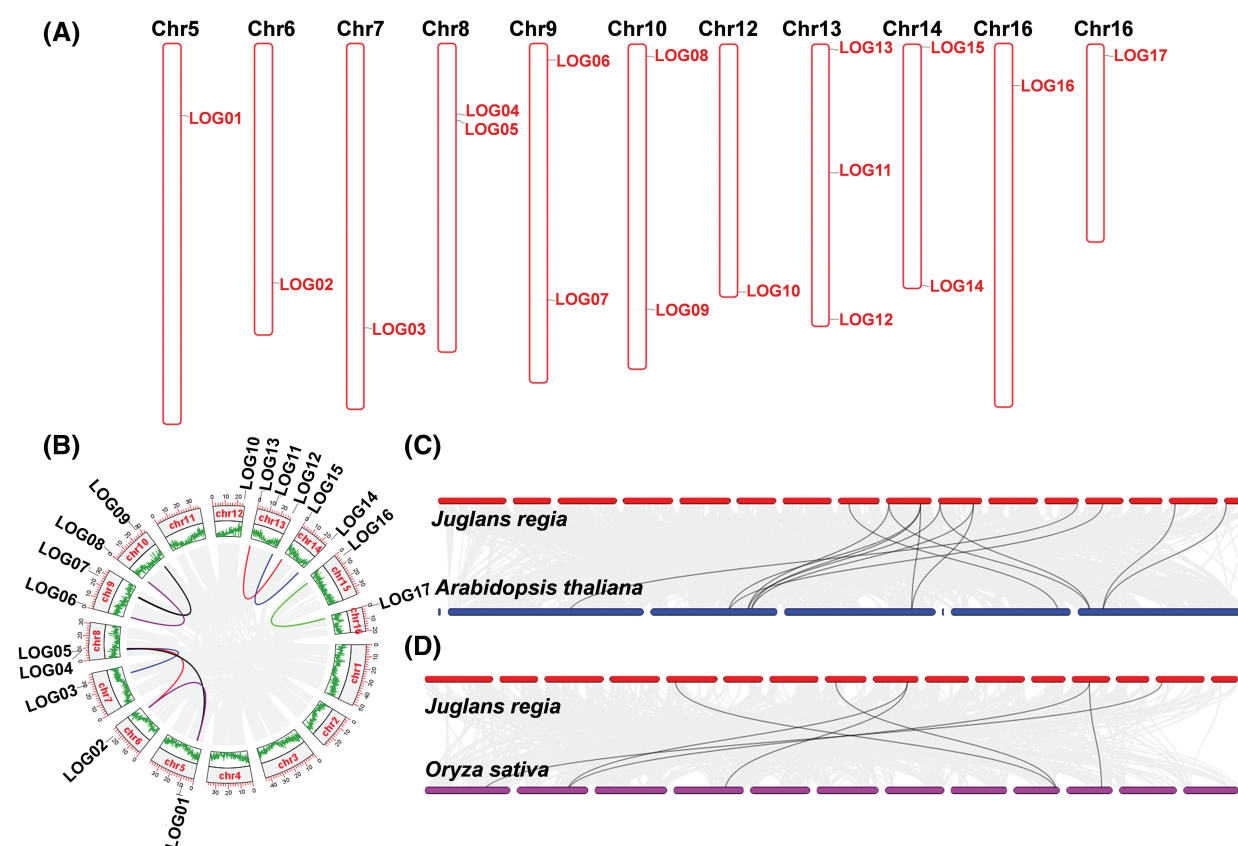 (A)
Chr5 Chr6 Chr7 Chr8 Chr9 Chr10 Chr12 Chr13 Chr14 Chr16 Chr16
LOG13 LOG15
LOG06 LOG08 LOG17
LOG16
LOG04
LOG01
LOG05
LOG11
LOG02
LOG14
LOG10
LOG07
LOG09
LOG12
LOG03
(B)
LOG10
LOG13
LOG11
LOG12
LOG15
LOG14
LOG16
LOG17
LOG09
LOG08
LOG07
LOG06
LOG05
LOG04
LOG03
LOG02
LOG01
chr11
chr12
chr13
chr14
chr15
chr16
chr1
chr2
chr3
chr4
chr5
chr6
chr7
chr8
chr9
chr10
(C)
Juglans regia
Arabidopsis thaliana
(D)
Juglans regia
Oryza sativa